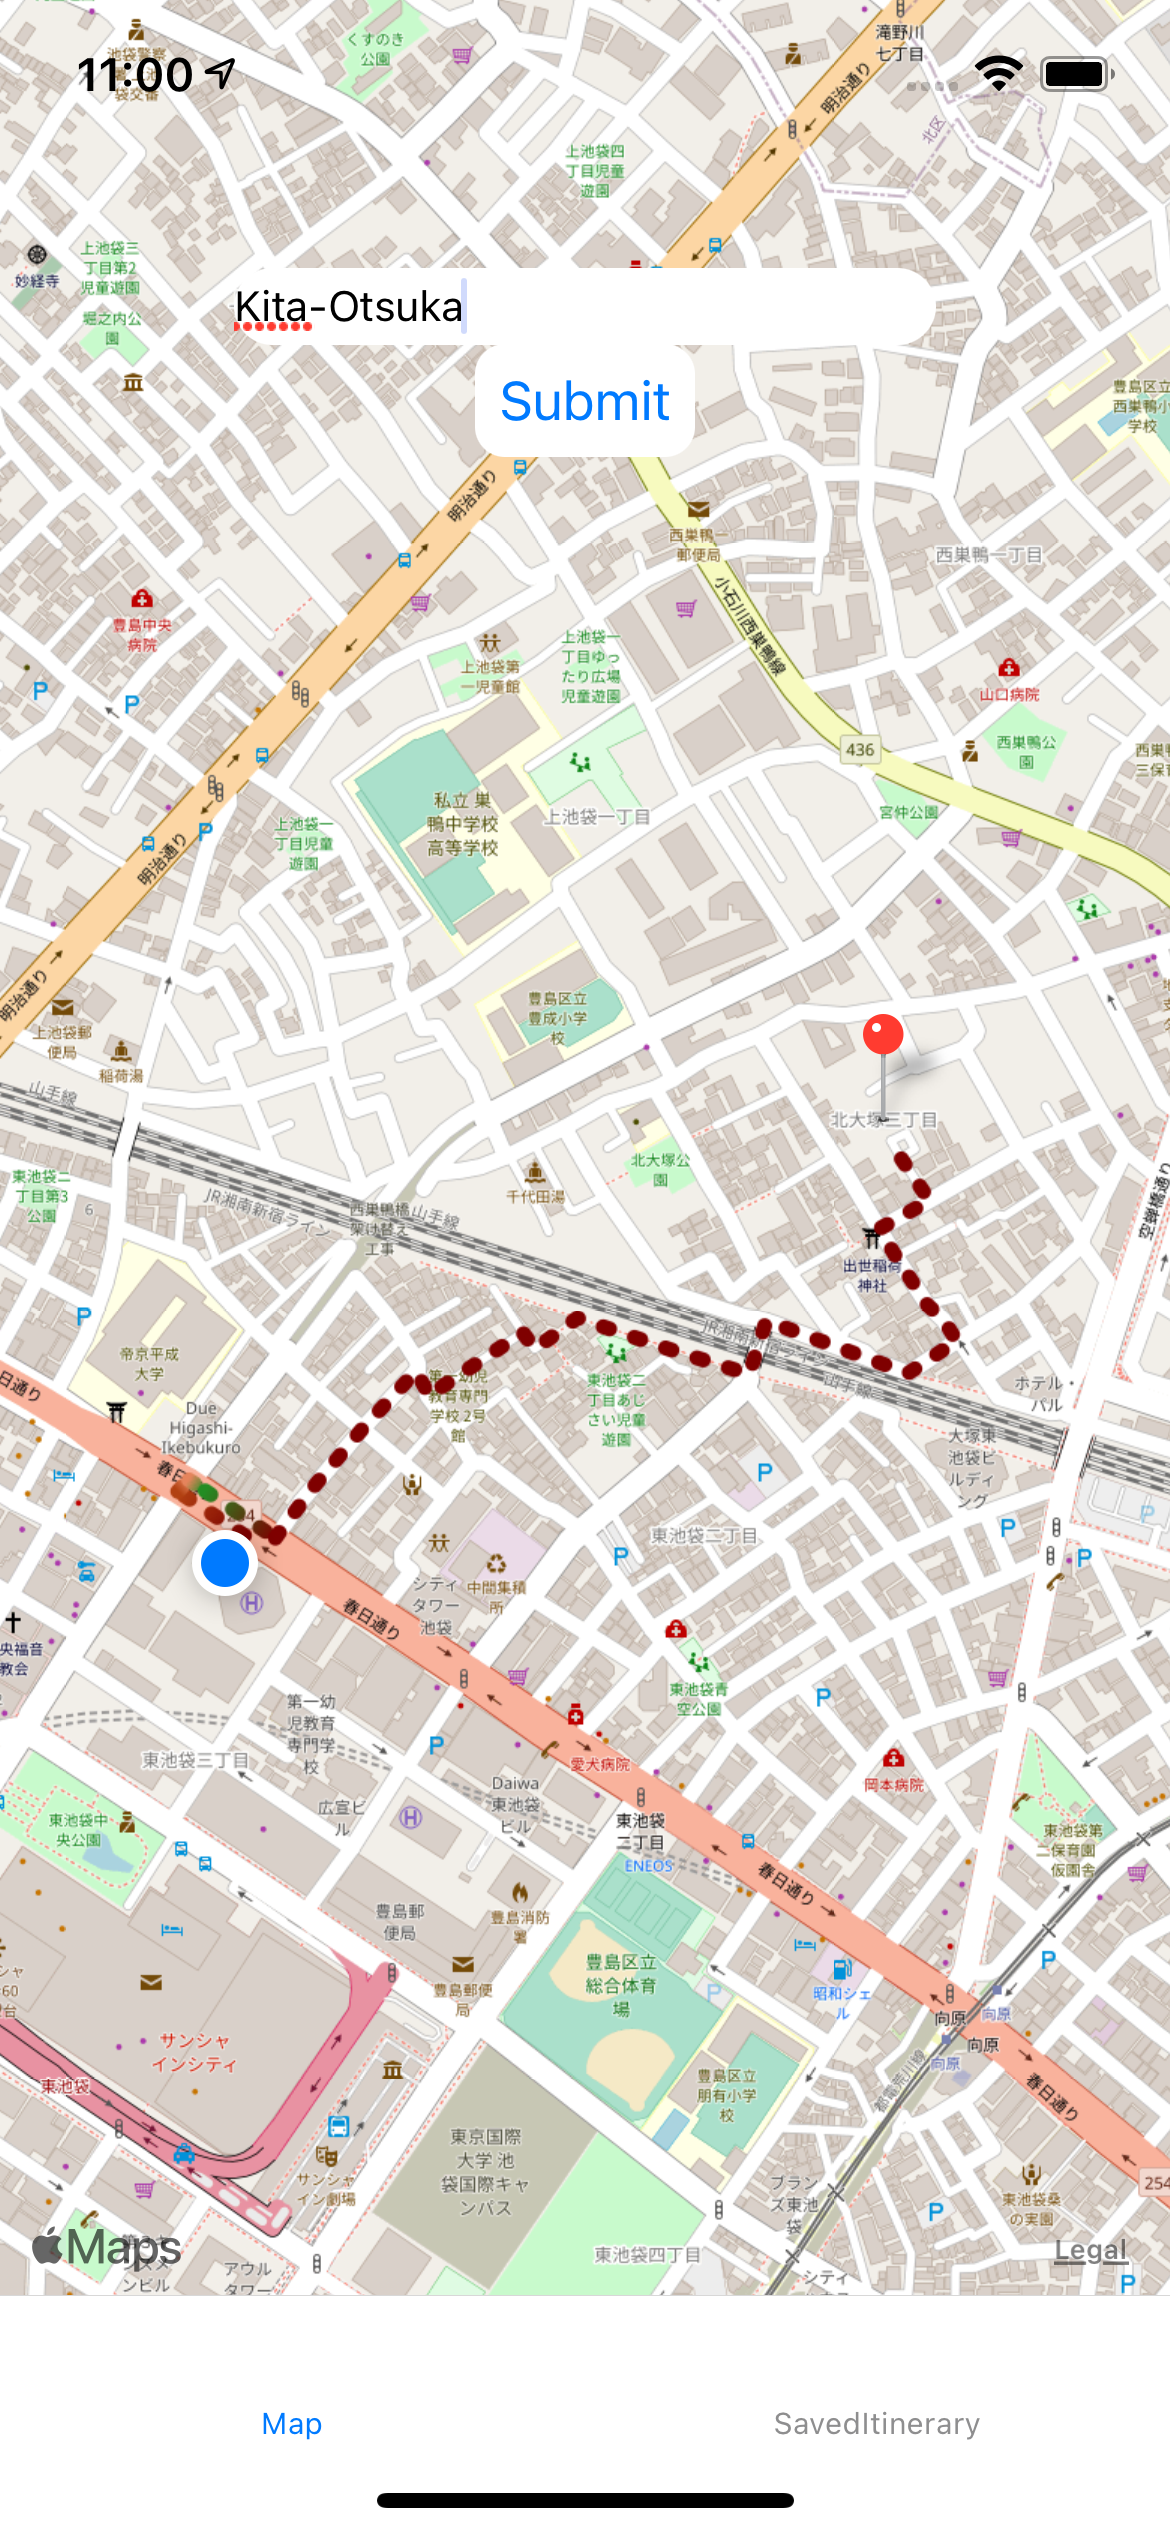 11:00
くすのき
公園
滝野川
七丁目
明治通り
北区
上池袋四
丁目児童
遊園
上池袋三
丁目第2
児童遊園
妙経寺
堀之内公
園
Kita-Otsuka
Submit
豊島区立
西巣鴨小
学校
明治通り
西巣鴨一
郵便局
西巣鴨一丁目
小石川西巣鴨線
豊島中央
病院
上池袋第
一児童館
上池袋一
丁目ゆっ
たり広場
児童遊園
山口病院
西巣鴨公
園
436
宮仲公園
私立 巣
鴨中学校
高等学校
上池袋一丁目
上池袋一
丁目児童
遊園
明治通り
明治通り
上池袋郵
便局
稲荷湯
豊島区立
豊成小学
校
山手線
北大塚三丁目
北大塚公
園
千代田湯
東池袋二
丁目第3
公園
6
JR湘南新宿ライン
西巣鴨橋
架け替え
工事
山手線
空蝉橋通り
出世稲荷
神社
JR湘南新宿ライン
山手線
帝京平成
大学
第一幼児
教育専門
学校 2号
館
東池袋二
丁目あじ
さい児童
遊園
ホテル・
パル
大塚東
池袋ビ
ルディ
ング
Due
Higashi-
Ikebukuro
東池袋二丁目
シティ
タワー
池袋
中間集積
所
春日通り
央福音
教会
第一幼
児教育
専門学
校
東池袋三丁目
東池袋青
空公園
愛犬病院
岡本病院
広宣ビ
ル
Daiwa
東池袋
ビル
東池袋
二丁目
ENEOS
東池袋中
央公園
東池袋第
二保育園
仮園舎
春日通り
豊島郵
便局
豊島消防
署
豊島郵便
局
豊島区立
総合体育
場
昭和シェ
ル
向原
向原
向原
向原
サンシャ
インシティ
東池袋
豊島区立
朋有小学
校
都電荒川線
春日通り
東京国際
大学 池
袋国際キャ
ンパス
サンシャ
イン劇場
ブラン
ズ東池
袋
東池袋桑
の実園
254
東池袋四丁目
アウル
タワー
シティ
Maps
Legal
Map
SavedItinerary